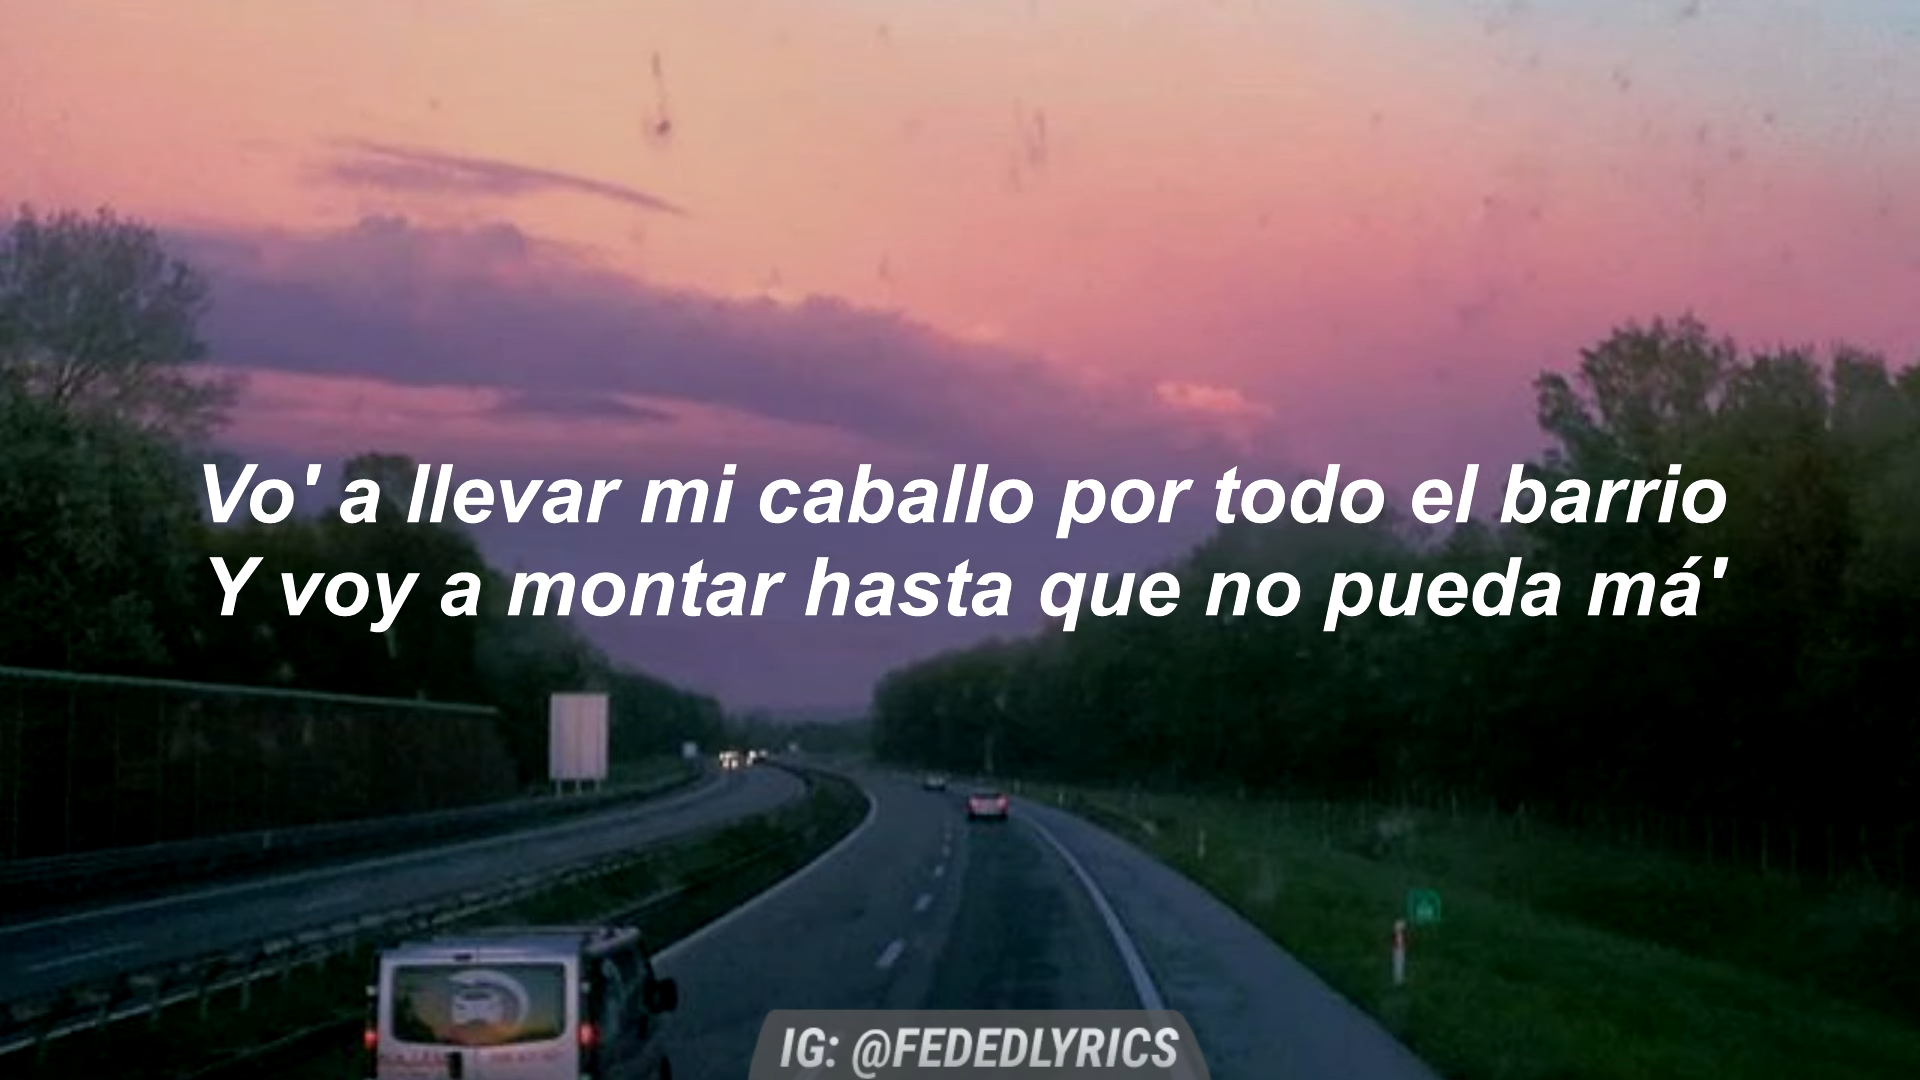 Vo' a llevar mi caballo por todo el barrio
Y voy a montar hasta que no pueda má'
IG: @FEDEDLYRICS